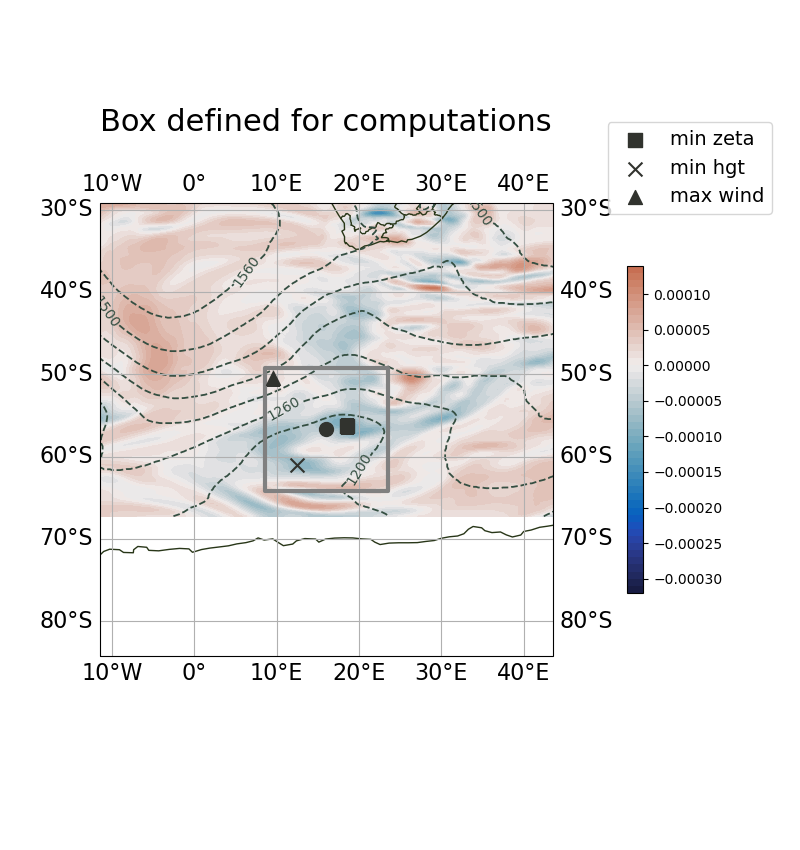 Box defined for computations
min zeta
min hgt
max wind
10°W 0° 10°E 20°E 30°E 40°E
30°S 30°S
40°S 40°S
50°S 50°S
60°S 60°S
70°S 70°S
80°S 80°S
10°W 0° 10°E 20°E 30°E 40°E
500
1560
1500
1260
1200
0.00010
0.00005
0.00000
−0.00005
−0.00010
−0.00015
−0.00020
−0.00025
−0.00030